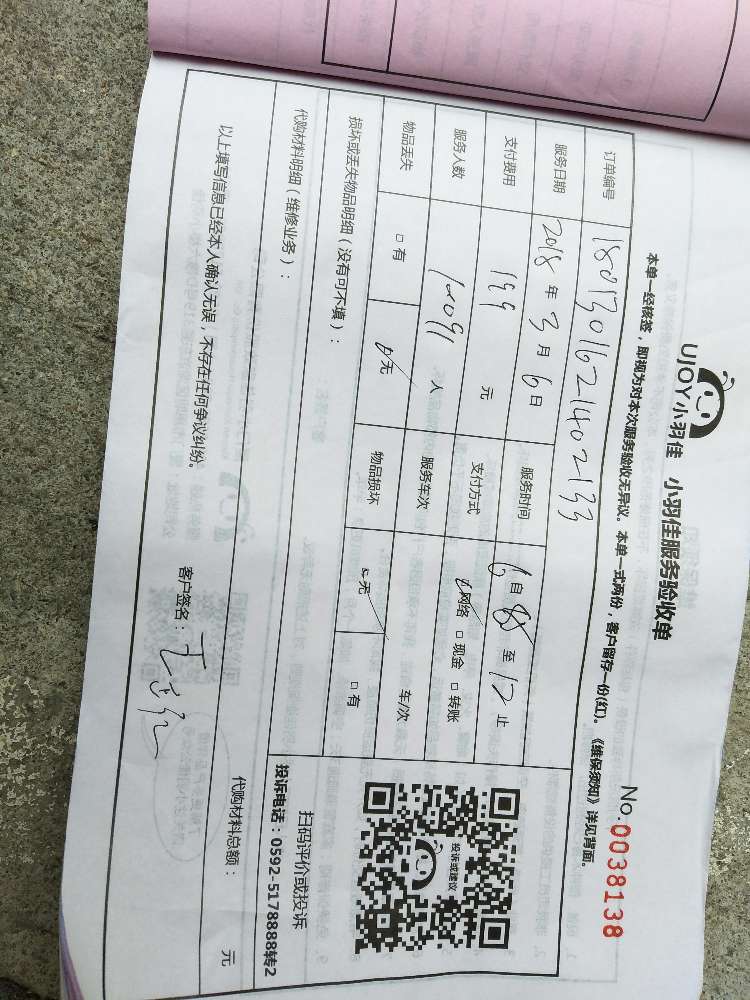 UJOY小羽佳 小羽佳服务验收单
No.0038138
本单一经核签，即视为对本次服务验收无异议。本单一式两份，客户留存一份(红)。《维保须知》详见背面。
订单编号 1801301621402133
服务日期 2018年3月6日 服务时间 自 至12止
支付费用 199元 支付方式 网络 □现金 □转账
服务人数 人 服务车次 车/次
物品丢失 □有 无 物品损坏 无 □有
损坏或丢失物品明细（没有可不填）：
投诉或建议
扫码评价或投诉
投诉电话：0592-5178888转2
代购材料明细（维修业务）：
代购材料总额： 元
以上填写信息已经本人确认无误，不存在任何争议纠纷。
客户签名：